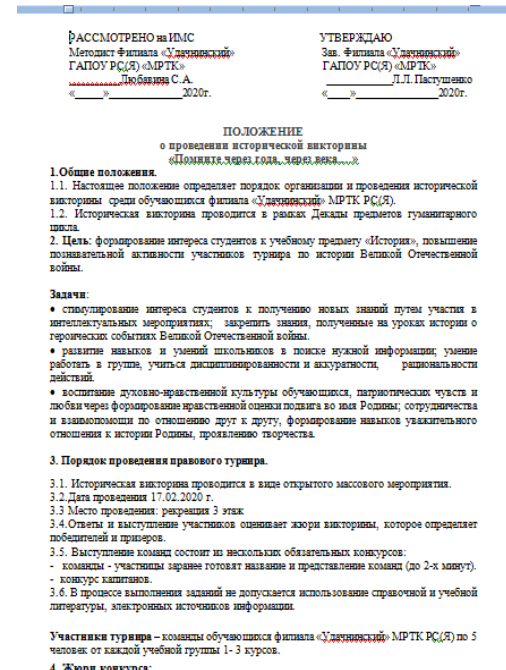 РАССМОТРЕНО на ИМС УТВЕРЖДАЮ
Методист Филиала «Удачнинский» Зав. Филиала «Удачнинский»
ГАПОУ РС(Я) «МРТК» ГАПОУ РС(Я) «МРТК»
__________Любавина С.А. ____________Л.Л. Пастушенко
«_____»_____________2020г. «____»_______________2020г.
ПОЛОЖЕНИЕ
о проведении исторической викторины
«Помните через года, через века…»
1.Общие положения.
1.1. Настоящее положение определяет порядок организации и проведения исторической
викторины среди обучающихся филиала «Удачнинский» МРТК РС(Я).
1.2. Историческая викторина проводится в рамках Декады предметов гуманитарного
цикла.
2. Цель: формирование интереса студентов к учебному предмету «История», повышение
познавательной активности участников турнира по истории Великой Отечественной
войны.
Задачи:
• стимулирование интереса студентов к получению новых знаний путем участия в
интеллектуальных мероприятиях; закрепить знания, полученные на уроках истории о
героических событиях Великой Отечественной войны.
• развитие навыков и умений школьников в поиске нужной информации; умение
работать в группе, учиться дисциплинированности и аккуратности, рациональности
действий.
• воспитание духовно-нравственной культуры обучающихся, патриотических чувств и
любви через формирование нравственной оценки подвига во имя Родины; сотрудничества
и взаимопомощи по отношению друг к другу, формирование навыков уважительного
отношения к истории Родины, проявлению творчества.
3. Порядок проведения правового турнира.
3.1. Историческая викторина проводится в виде открытого массового мероприятия.
3.2.Дата проведения 17.02.2020 г.
3.3 Место проведения: рекреация 3 этаж
3.4.Ответы и выступление участников оценивает жюри викторины, которое определяет
победителей и призеров.
3.5. Выступление команд состоит из нескольких обязательных конкурсов:
- команды - участницы заранее готовят название и представление команд (до 2-х минут).
- конкурс капитанов.
3.6. В процессе выполнения заданий не допускается использование справочной и учебной
литературы, электронных источников информации.
Участники турнира – команды обучающихся филиала «Удачнинский» МРТК РС(Я) по 5
человек от каждой учебной группы 1- 3 курсов.
4. Жюри конкурса: